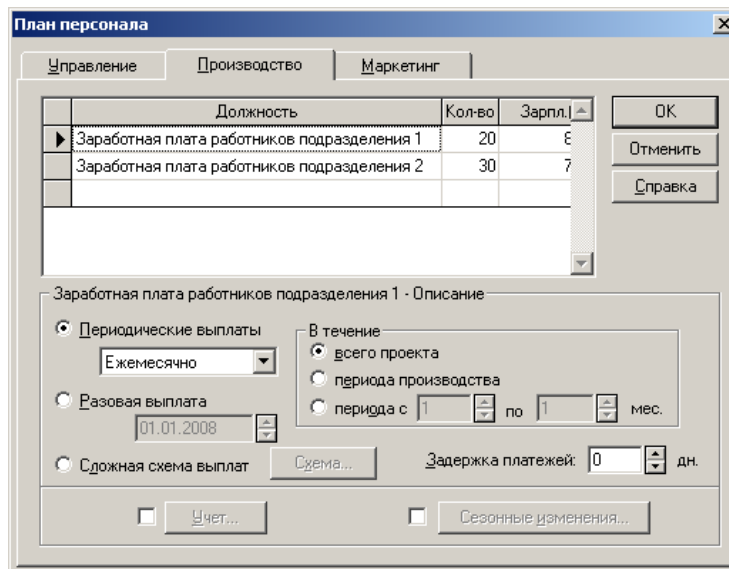 План персонала
Управление Производство Маркетинг
Должность Кол-во Зарпл.(
Заработная плата работников подразделения 1 20
Заработная плата работников подразделения 2 30 7
OK
Отменить
Справка
Заработная плата работников подразделения 1 - Описание
Периодические выплаты
Ежемесячно
Разовая выплата
01.01.2008
Сложная схема выплат Схема...
В течение
всего проекта
периода производства
периода с 1 по 1 мес.
Задержка платежей: 0 дн.
Учет... Сезонные изменения...